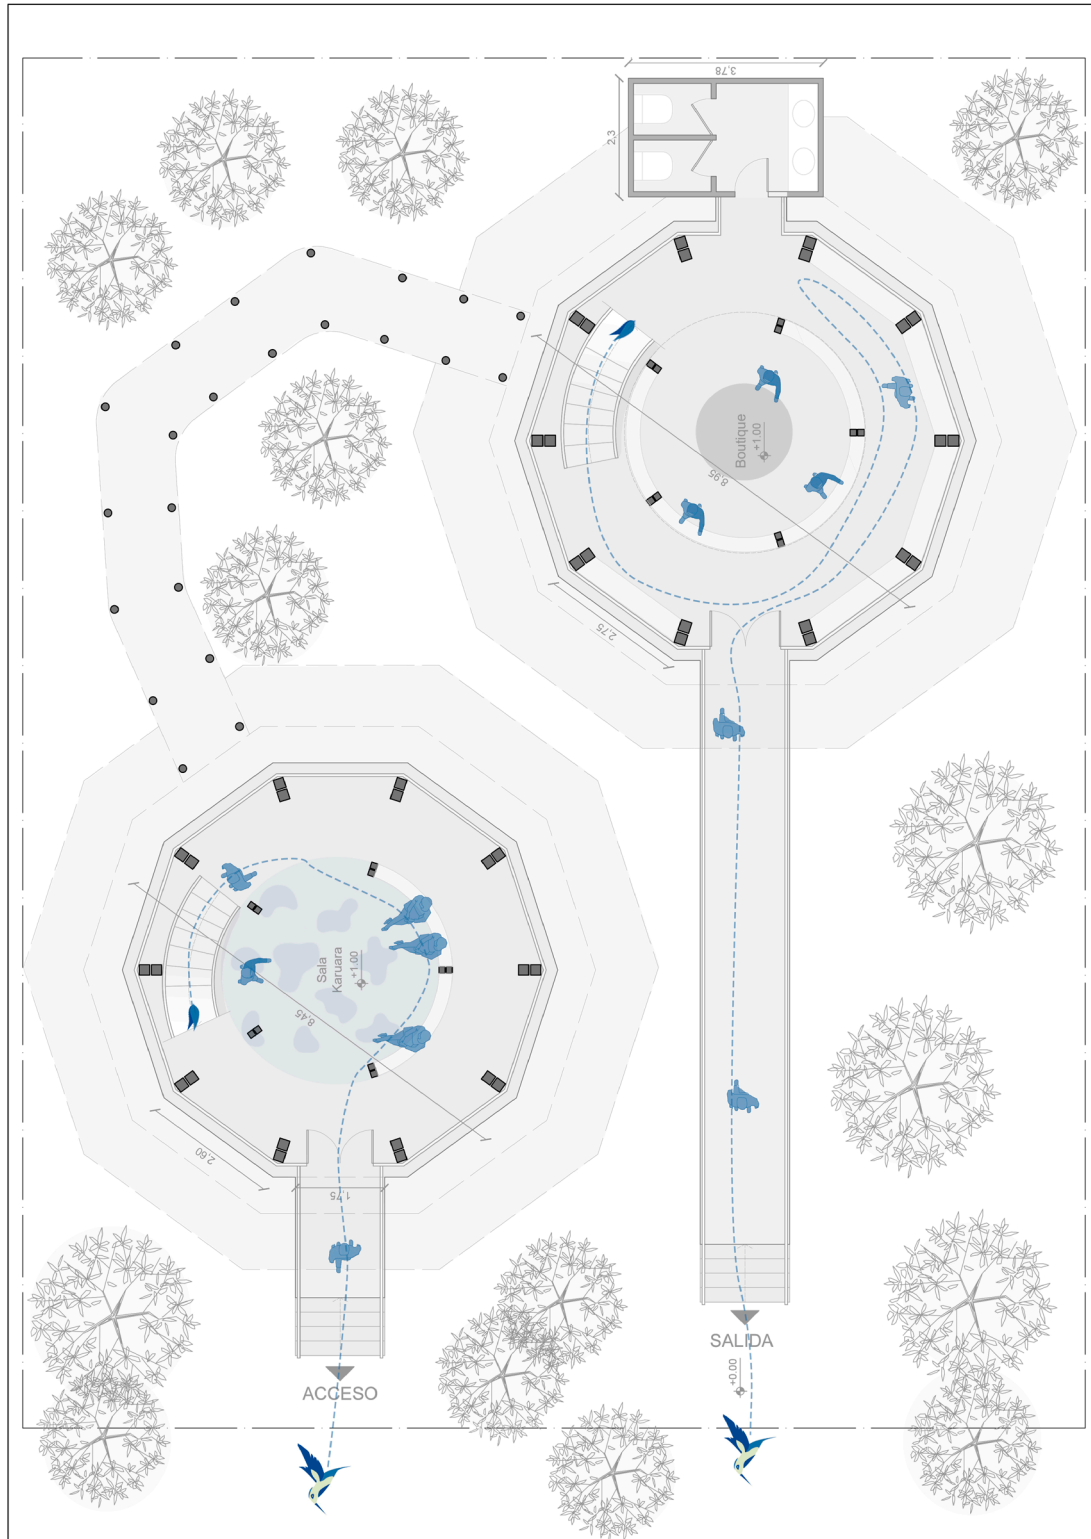 3,78
2,3
Boutique
+1.00
8,95
2,75
Sala
Karuara
+1.00
8,45
2,60
1,75
SALIDA
+0.00
ACCESO